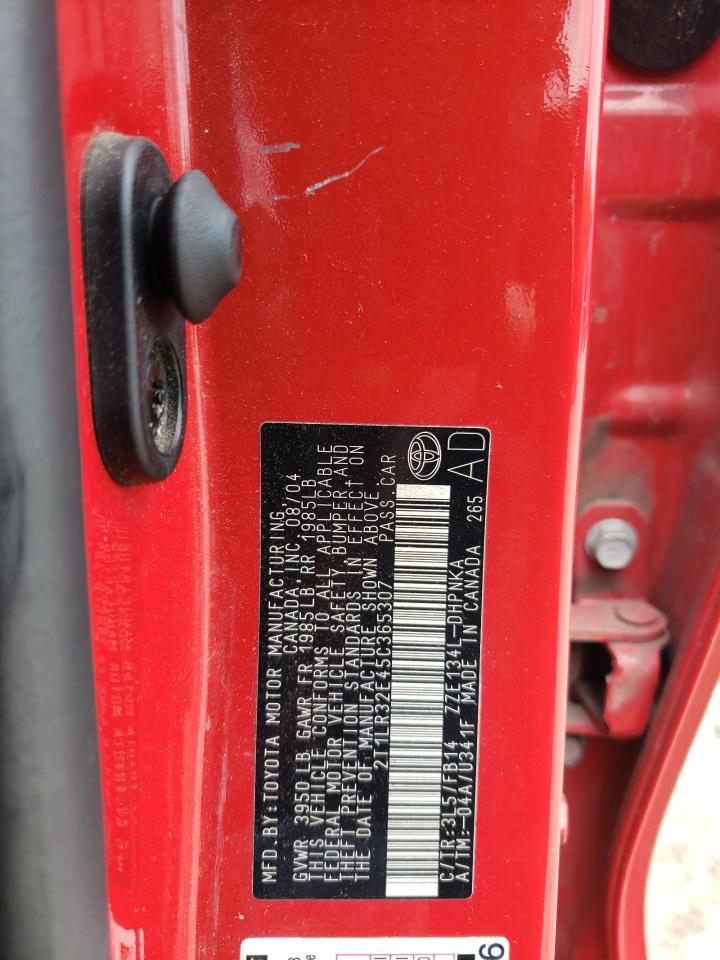 MFD.BY:TOYOTA MOTOR MANUFACTURING,
CANADA,INC. 08/04
GVWR 3950 LB GAWR FR 1985LB RR 1985LB
THIS VEHICLE CONFORMS TO ALL APPLICABLE
FEDERAL MOTOR VEHICLE SAFETY,BUMPER,AND
THEFT PREVENTION STANDARDS IN EFFECT ON
THE DATE OF MANUFACTURE SHOWN ABOVE.
2T1LR32E45C365307 PASS.CAR
C/TR:3L5/FB14 ZZE134L-DHPNKA
A/TM:-04A/U341F MADE IN CANADA 265 AD
6